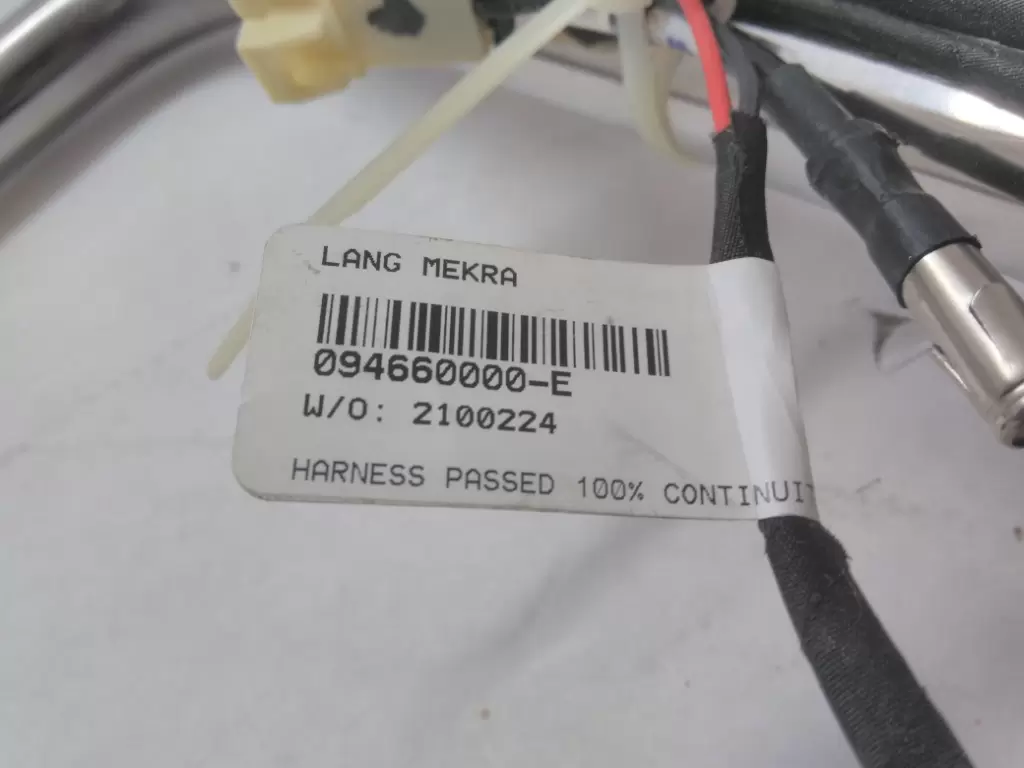 LANG MEKRA
094660000-E
W/O: 2100224
HARNESS PASSED 100% CONTINUIT